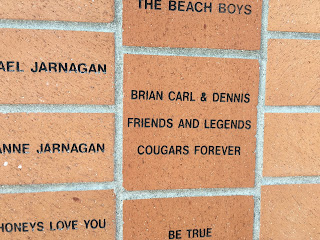 THE BEACH BOYS
AEL JARNAGAN
BRIAN CARL & DENNIS
FRIENDS AND LEGENDS
COUGARS FOREVER
ANNE JARNAGAN
HONEYS LOVE YOU
BE TRUE